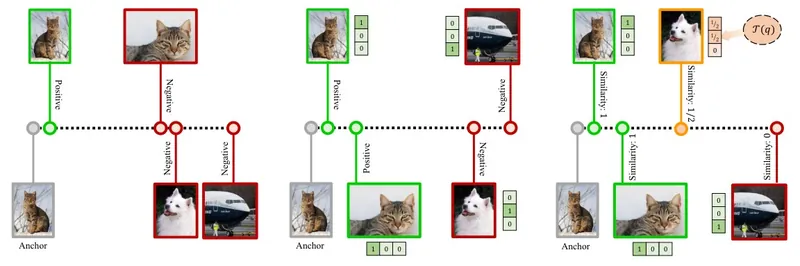 Positive
Negative
Negative
Negative
Anchor
1
0
0
0
0
1
Positive
Negative
Positive
Negative
0
1
0
Anchor
1 0 0
1
0
0
1/2
1/2
0
𝒯(q)
Similarity: 1
Similarity: 1/2
Similarity: 1
Similarity: 0
0
0
1
Anchor
1 0 0